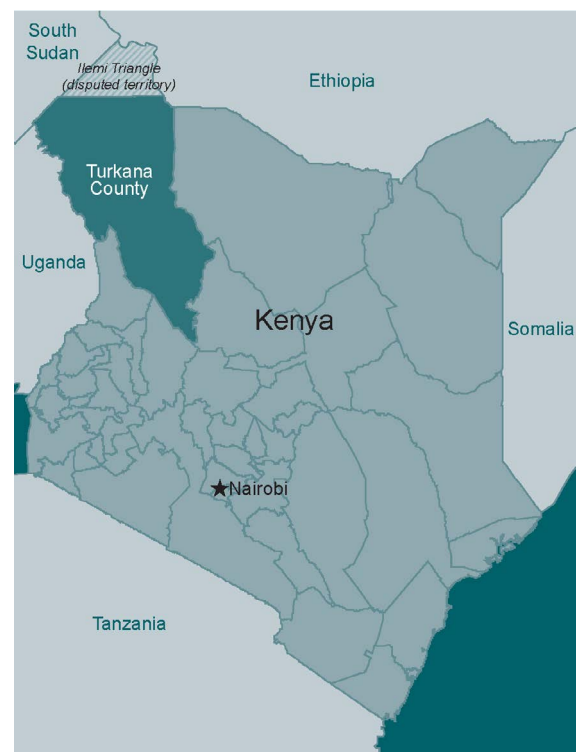 South
Sudan
Ilemi Triangle
(disputed territory)
Ethiopia
Turkana
County
Uganda
Kenya
Somalia
Nairobi
Tanzania